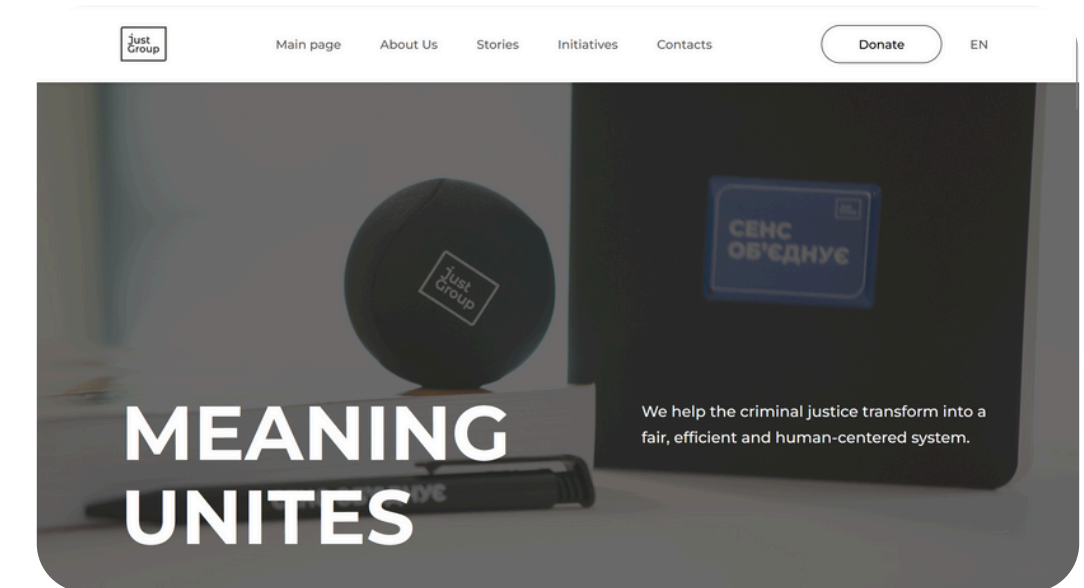 just
Group
Main page
About Us
Stories
Initiatives
Contacts
Donate
EN
just
Group
СЕНС
ОБ'ЄДНУЄ
MEANING
UNITES
We help the criminal justice transform into a
fair, efficient and human-centered system.